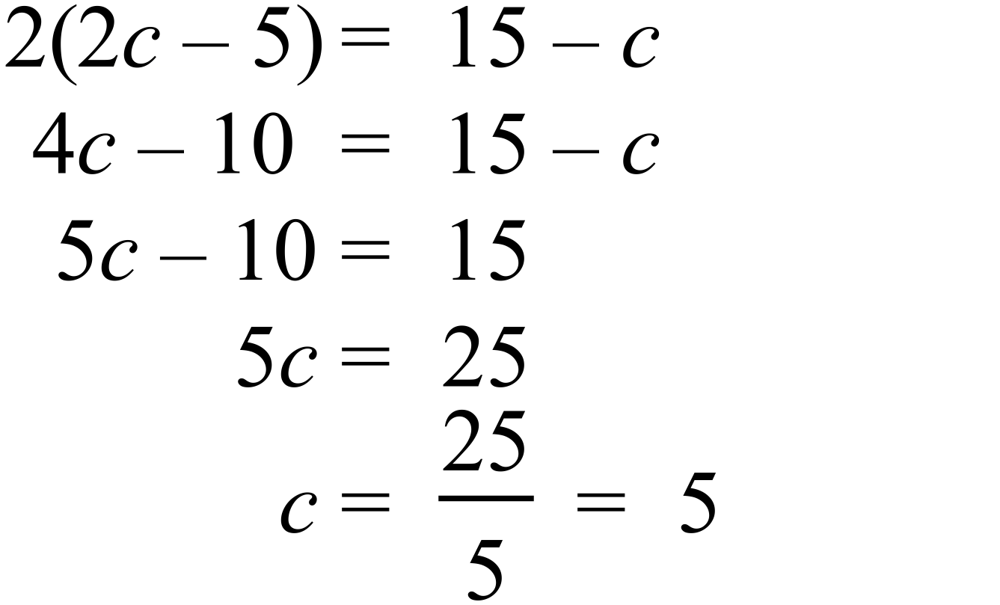 2(2c – 5) = 15 – c
4c – 10 = 15 – c
5c – 10 = 15
5c = 25
c = 25/5 = 5